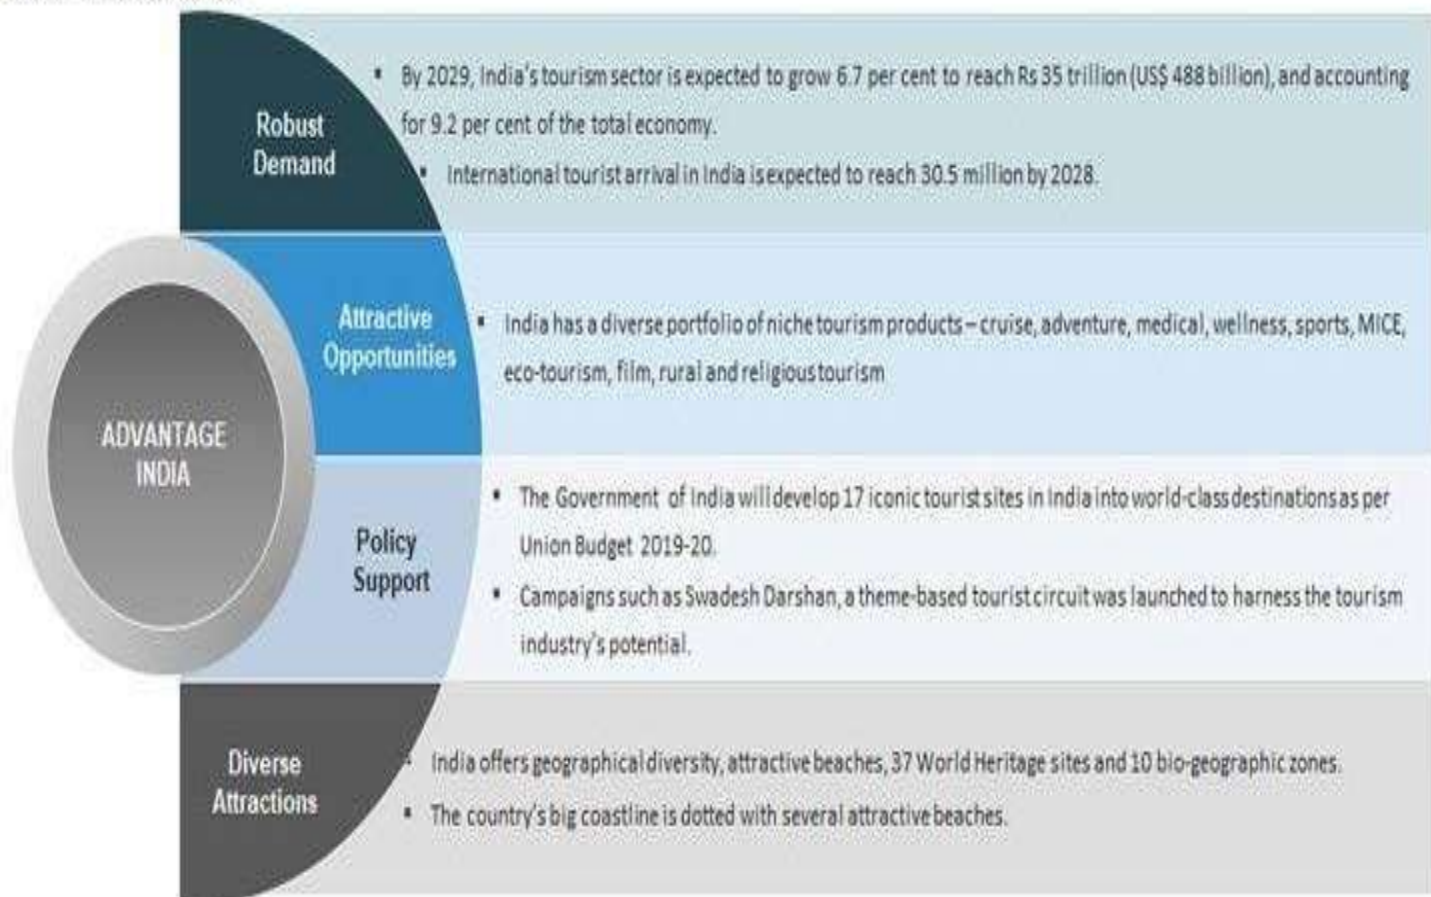 Robust
Demand
▪ By 2029, India's tourism sector is expected to grow 6.7 per cent to reach Rs 35 trillion (US$ 488 billion), and accounting
for 9.2 per cent of the total economy.
▪ International tourist arrival in India is expected to reach 30.5 million by 2028.
Attractive
Opportunities
▪ India has a diverse portfolio of niche tourism products – cruise, adventure, medical, wellness, sports, MICE,
eco-tourism, film, rural and religious tourism
ADVANTAGE
INDIA
Policy
Support
▪ The Government of India will develop 17 iconic tourist sites in India into world-class destinations as per
Union Budget 2019-20.
▪ Campaigns such as Swadesh Darshan, a theme-based tourist circuit was launched to harness the tourism
industry's potential.
Diverse
Attractions
▪ India offers geographical diversity, attractive beaches, 37 World Heritage sites and 10 bio-geographic zones.
▪ The country's big coastline is dotted with several attractive beaches.